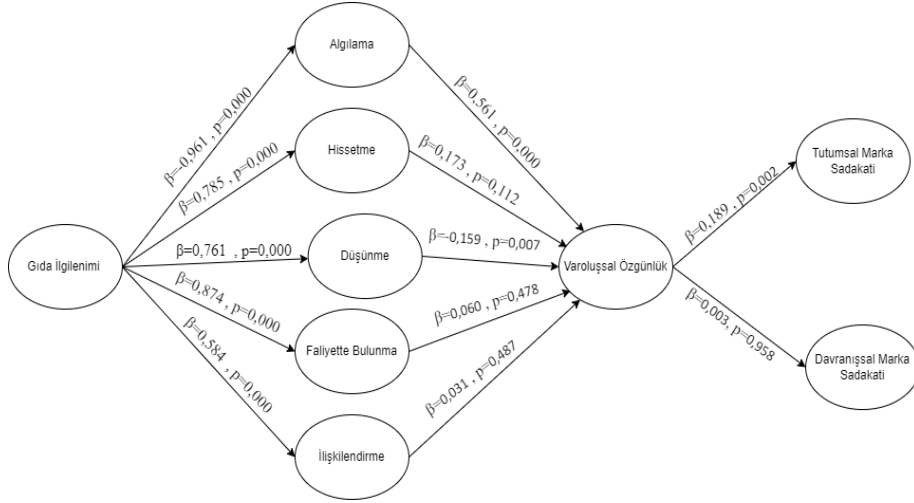 Algılama
β=0,961 , p=0,000
β=0,561 , p=0,000
Hissetme
β=0,785 , p=0,000
β=0,173 , p=0,112
Tutumsal Marka
Sadakati
β=0,189 , p=0,002
Gıda İlgilenimi
β=0,761 , p=0,000
Düşünme
β=-0,159 , p=0,007
Varoluşsal Özgünlük
β=0,874 , p=0,000
Faliyette Bulunma
β=0,060 , p=0,478
β=0,003, p=0,958
Davranışsal Marka
Sadakati
β=0,584 , p=0,000
İlişkilendirme
β=0,031 , p=0,487